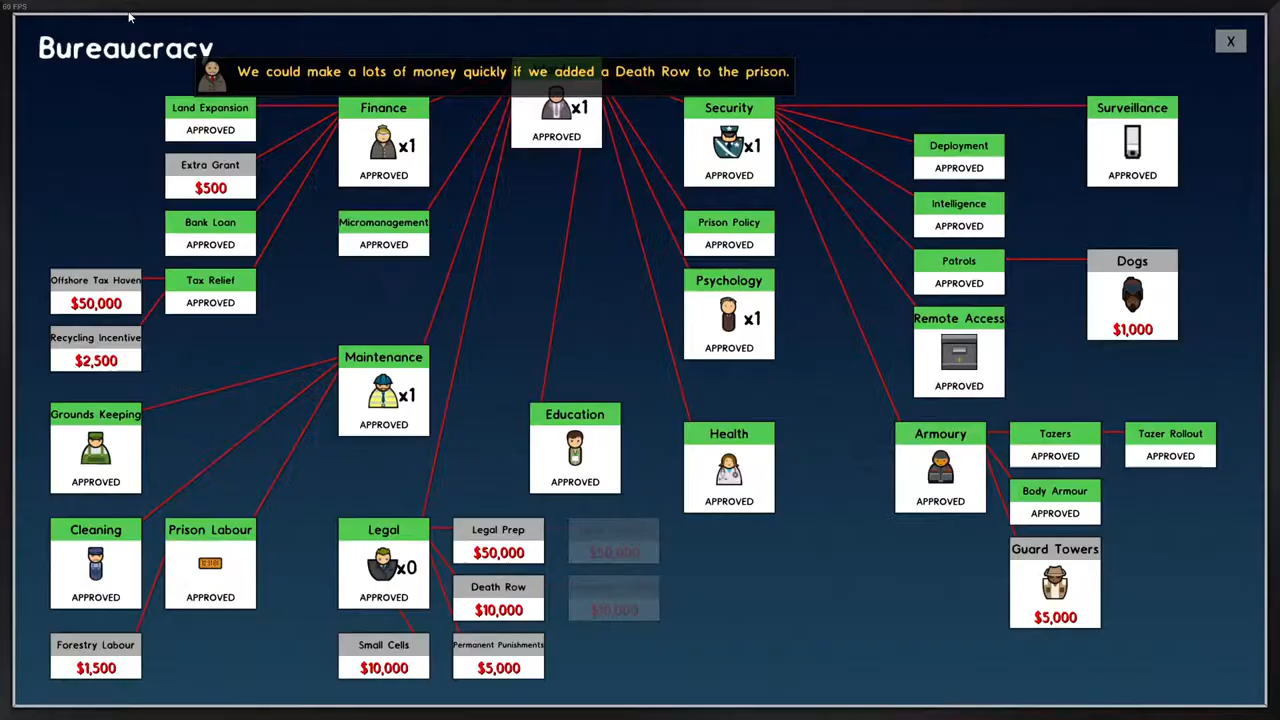 60 FPS
Bureaucracy
X
We could make a lots of money quickly if we added a Death Row to the prison.
x1
APPROVED
Land Expansion
APPROVED
Extra Grant
$500
Bank Loan
APPROVED
Offshore Tax Haven
$50,000
Tax Relief
APPROVED
Recycling Incentive
$2,500
Finance
x1
APPROVED
Micromanagement
APPROVED
Security
x1
APPROVED
Prison Policy
APPROVED
Psychology
x1
APPROVED
Deployment
APPROVED
Intelligence
APPROVED
Patrols
APPROVED
Remote Access
APPROVED
Surveillance
APPROVED
Dogs
$1,000
Maintenance
x1
APPROVED
Grounds Keeping
APPROVED
Education
APPROVED
Health
APPROVED
Armoury
APPROVED
Tazers
APPROVED
Tazer Rollout
APPROVED
Body Armour
APPROVED
Guard Towers
$5,000
Cleaning
APPROVED
Prison Labour
APPROVED
Legal
x0
APPROVED
Legal Prep
$50,000
$50,000
Death Row
$10,000
$10,000
Forestry Labour
$1,500
Small Cells
$10,000
Permanent Punishments
$5,000